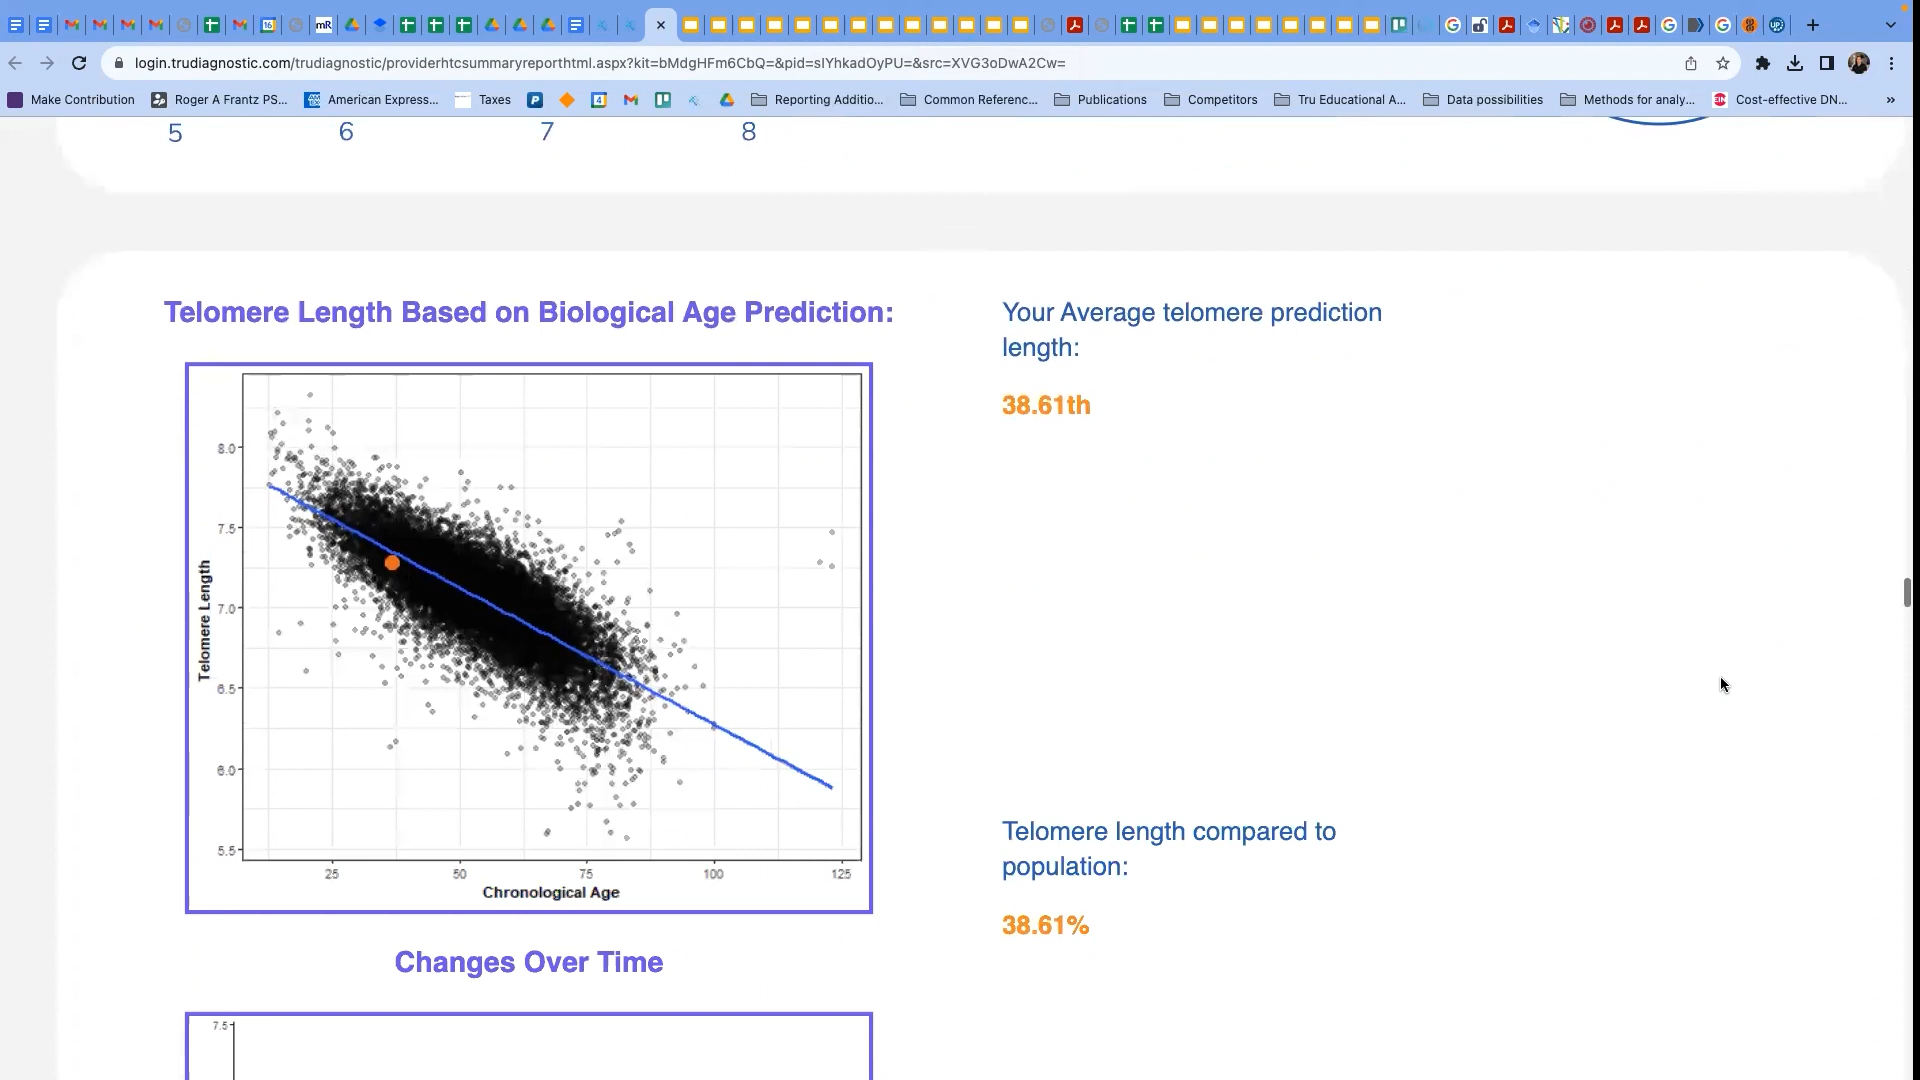 login.trudiagnostic.com/trudiagnostic/providerhtcsummaryreporthtml.aspx?kit=bMdgHFm6CbQ=&pid=sIYhkadOyPU=&src=XVG3oDwA2Cw=
Make Contribution
Roger A Frantz PS...
American Express...
Taxes
Reporting Additio...
Common Referenc...
Publications
Competitors
Tru Educational A...
Data possibilities
Methods for analy...
Cost-effective DN...
»
5 6 7 8
Telomere Length Based on Biological Age Prediction:
8.0
7.5
7.0
6.5
6.0
5.5
Telomere Length
25 50 75 100 125
Chronological Age
Your Average telomere prediction
length:
38.61th
Telomere length compared to
population:
38.61%
Changes Over Time
7.5